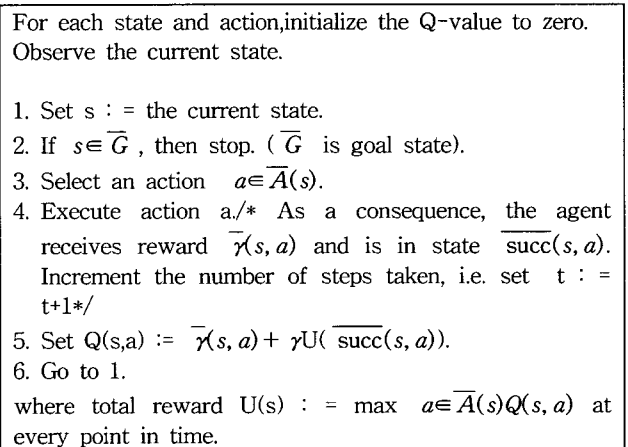 For each state and action,initialize the Q-value to zero.
Observe the current state.
1. Set s : = the current state.
2. If s∈G̅ , then stop. ( G̅ is goal state).
3. Select an action a∈A̅(s).
4. Execute action a./* As a consequence, the agent
receives reward γ̅(s, a) and is in state s̅u̅c̅c̅(s, a).
Increment the number of steps taken, i.e. set t : =
t+1*/
5. Set Q(s,a) := γ̅(s, a) + γU( s̅u̅c̅c̅(s, a)).
6. Go to 1.
where total reward U(s) : = max a∈A̅(s)Q(s, a) at
every point in time.